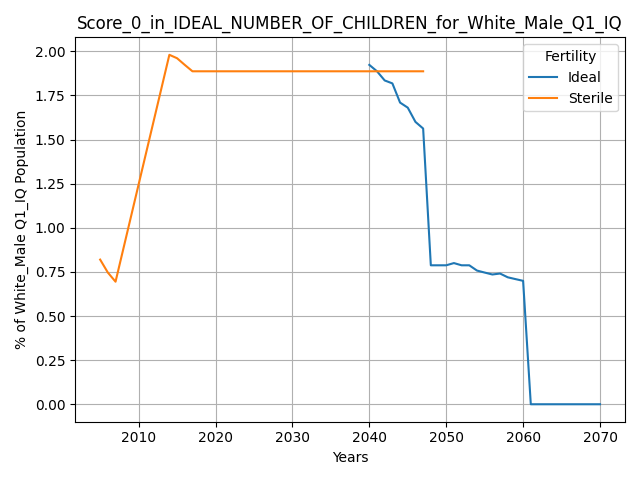 Score_0_in_IDEAL_NUMBER_OF_CHILDREN_for_White_Male_Q1_IQ
Fertility
Ideal
Sterile
% of White_Male Q1_IQ Population
2.00
1.75
1.50
1.25
1.00
0.75
0.50
0.25
0.00
2010 2020 2030 2040 2050 2060 2070
Years